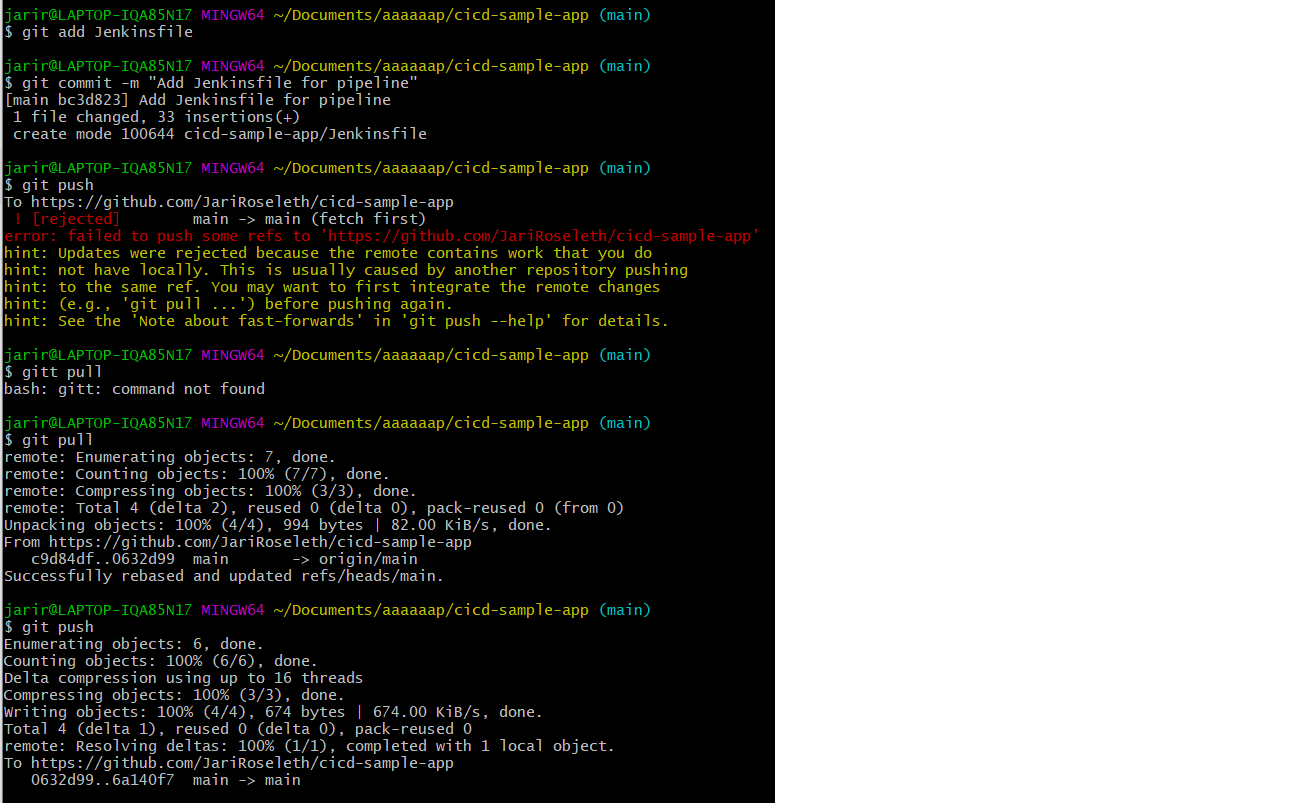 jarir@LAPTOP-IQA85N17 MINGW64 ~/Documents/aaaaaap/cicd-sample-app (main)
$ git add Jenkinsfile
jarir@LAPTOP-IQA85N17 MINGW64 ~/Documents/aaaaaap/cicd-sample-app (main)
$ git commit -m "Add Jenkinsfile for pipeline"
[main bc3d823] Add Jenkinsfile for pipeline
1 file changed, 33 insertions(+)
create mode 100644 cicd-sample-app/Jenkinsfile
jarir@LAPTOP-IQA85N17 MINGW64 ~/Documents/aaaaaap/cicd-sample-app (main)
$ git push
To https://github.com/JariRoseleth/cicd-sample-app
! [rejected] main -> main (fetch first)
error: failed to push some refs to 'https://github.com/JariRoseleth/cicd-sample-app'
hint: Updates were rejected because the remote contains work that you do
hint: not have locally. This is usually caused by another repository pushing
hint: to the same ref. You may want to first integrate the remote changes
hint: (e.g., 'git pull ...') before pushing again.
hint: See the 'Note about fast-forwards' in 'git push --help' for details.
jarir@LAPTOP-IQA85N17 MINGW64 ~/Documents/aaaaaap/cicd-sample-app (main)
$ gitt pull
bash: gitt: command not found
jarir@LAPTOP-IQA85N17 MINGW64 ~/Documents/aaaaaap/cicd-sample-app (main)
$ git pull
remote: Enumerating objects: 7, done.
remote: Counting objects: 100% (7/7), done.
remote: Compressing objects: 100% (3/3), done.
remote: Total 4 (delta 2), reused 0 (delta 0), pack-reused 0 (from 0)
Unpacking objects: 100% (4/4), 994 bytes | 82.00 KiB/s, done.
From https://github.com/JariRoseleth/cicd-sample-app
c9d84df..0632d99 main -> origin/main
Successfully rebased and updated refs/heads/main.
jarir@LAPTOP-IQA85N17 MINGW64 ~/Documents/aaaaaap/cicd-sample-app (main)
$ git push
Enumerating objects: 6, done.
Counting objects: 100% (6/6), done.
Delta compression using up to 16 threads
Compressing objects: 100% (3/3), done.
Writing objects: 100% (4/4), 674 bytes | 674.00 KiB/s, done.
Total 4 (delta 1), reused 0 (delta 0), pack-reused 0
remote: Resolving deltas: 100% (1/1), completed with 1 local object.
To https://github.com/JariRoseleth/cicd-sample-app
0632d99..6a140f7 main -> main